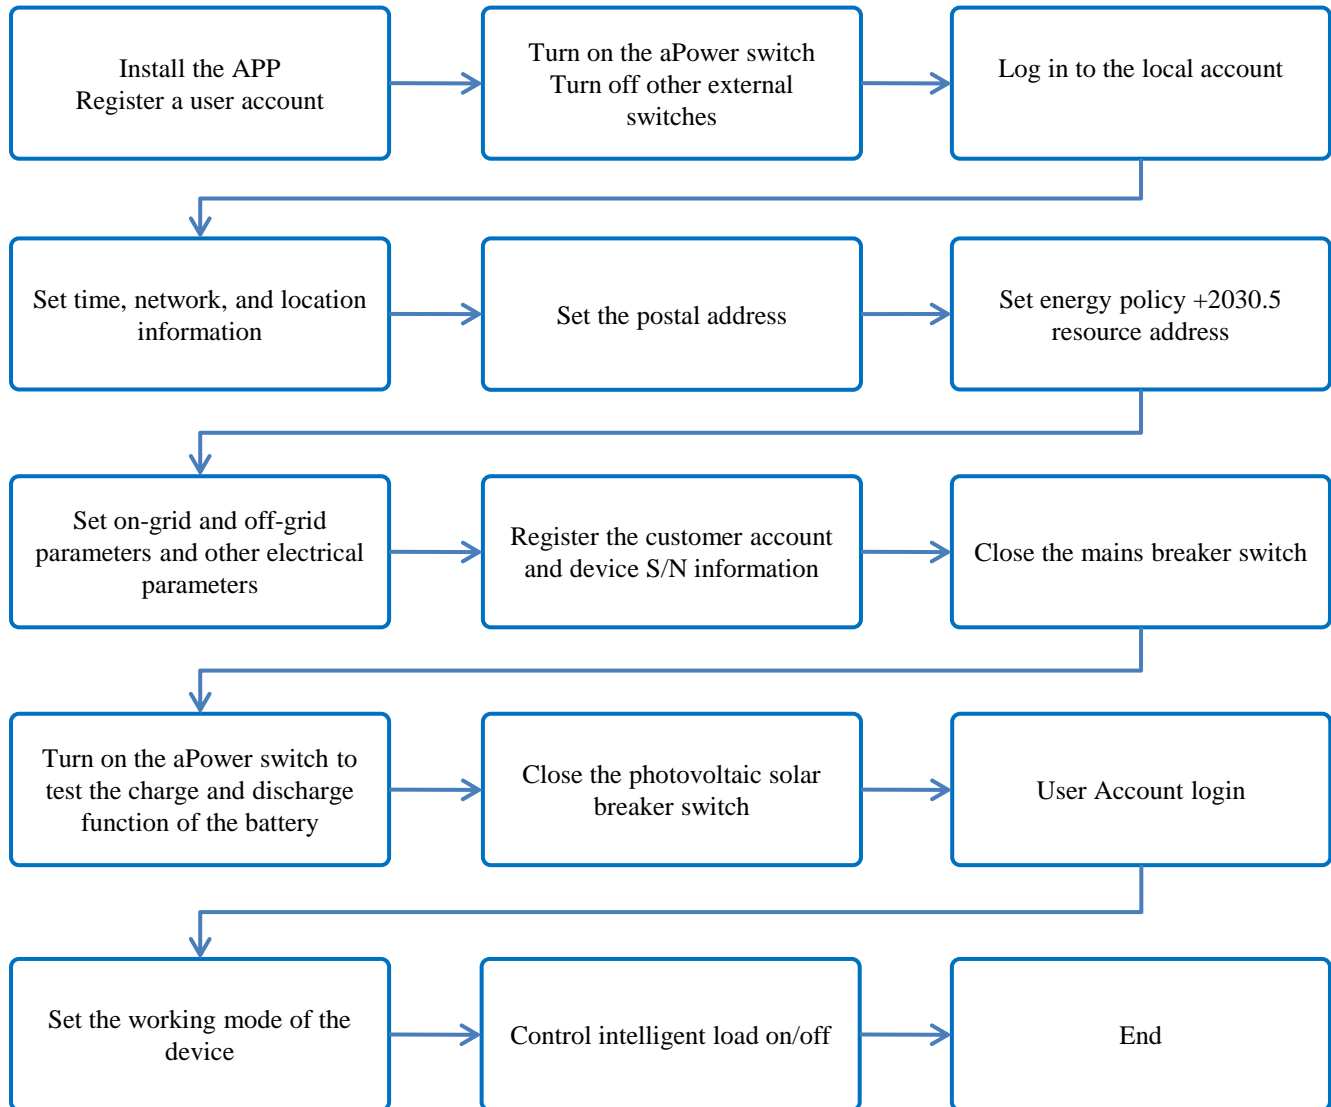 Install the APP
Register a user account
Turn on the aPower switch
Turn off other external
switches
Log in to the local account
Set time, network, and location
information
Set the postal address
Set energy policy +2030.5
resource address
Set on-grid and off-grid
parameters and other electrical
parameters
Register the customer account
and device S/N information
Close the mains breaker switch
Turn on the aPower switch to
test the charge and discharge
function of the battery
Close the photovoltaic solar
breaker switch
User Account login
Set the working mode of the
device
Control intelligent load on/off
End